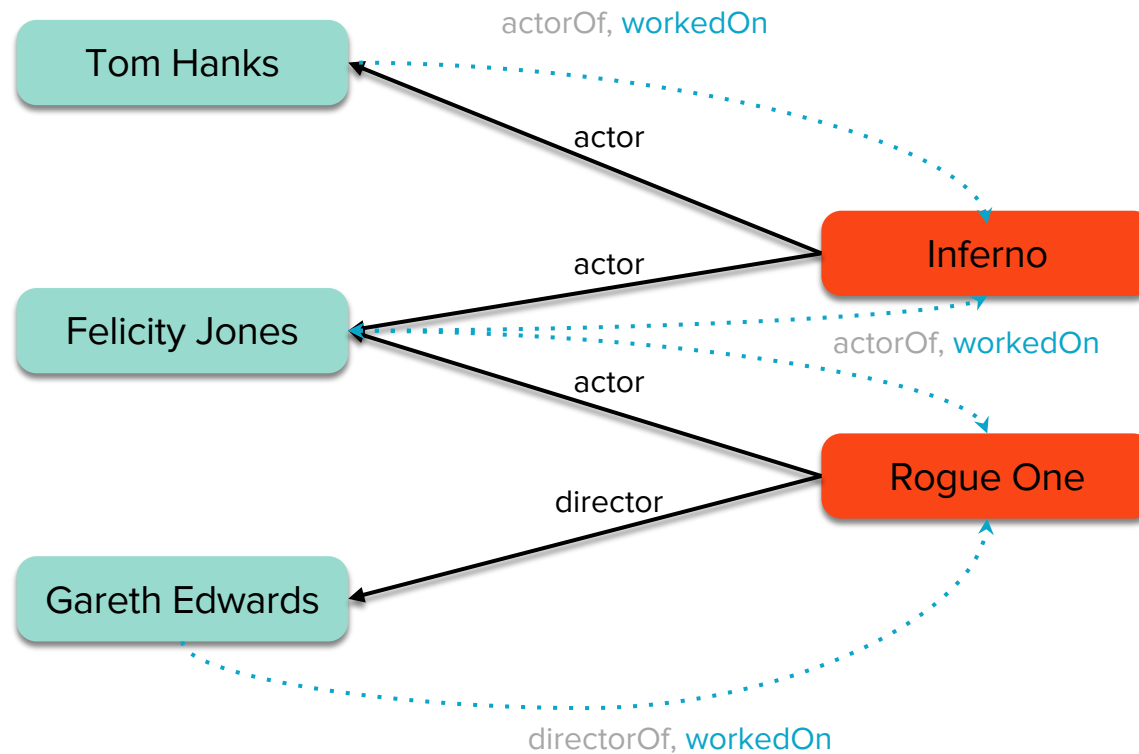 actorOf, workedOn
Tom Hanks
actor
Inferno
actor
Felicity Jones
actorOf, workedOn
actor
Rogue One
director
Gareth Edwards
directorOf, workedOn